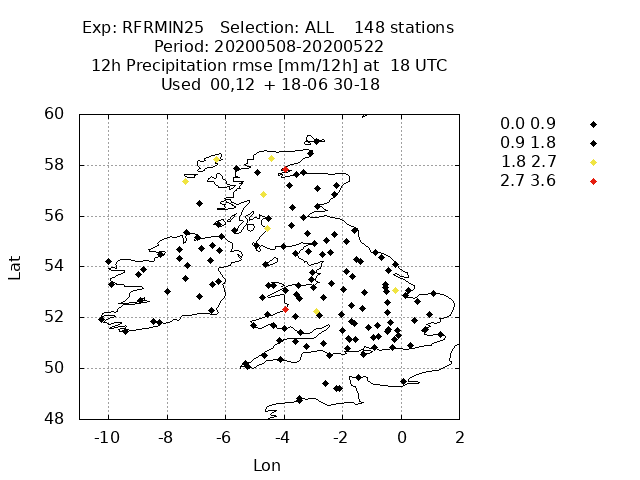 Exp: RFRMIN25 Selection: ALL 148 stations
Period: 20200508-20200522
12h Precipitation rmse [mm/12h] at 18 UTC
Used 00,12 + 18-06 30-18
60
58
56
54
52
50
48
Lat
-10 -8 -6 -4 -2 0 2
Lon
0.0 0.9
0.9 1.8
1.8 2.7
2.7 3.6